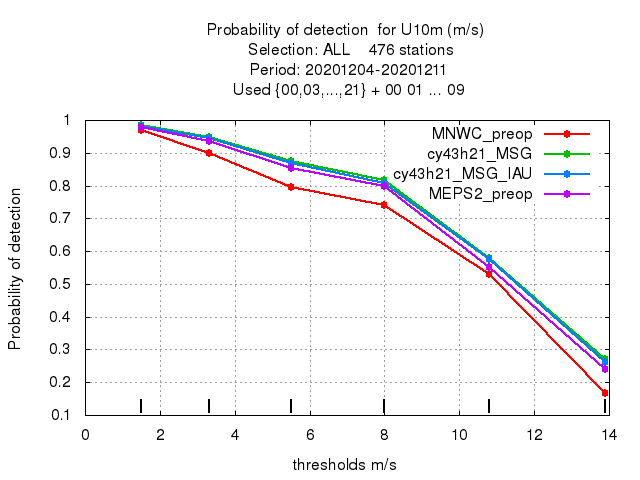 Probability of detection  for U10m (m/s)
Selection: ALL    476 stations
Period: 20201204-20201211
Used {00,03,...,21} + 00 01 ... 09
MNWC_preop
cy43h21_MSG
cy43h21_MSG_IAU
MEPS2_preop
Probability of detection
1
0.9
0.8
0.7
0.6
0.5
0.4
0.3
0.2
0.1
0 2 4 6 8 10 12 14
thresholds m/s